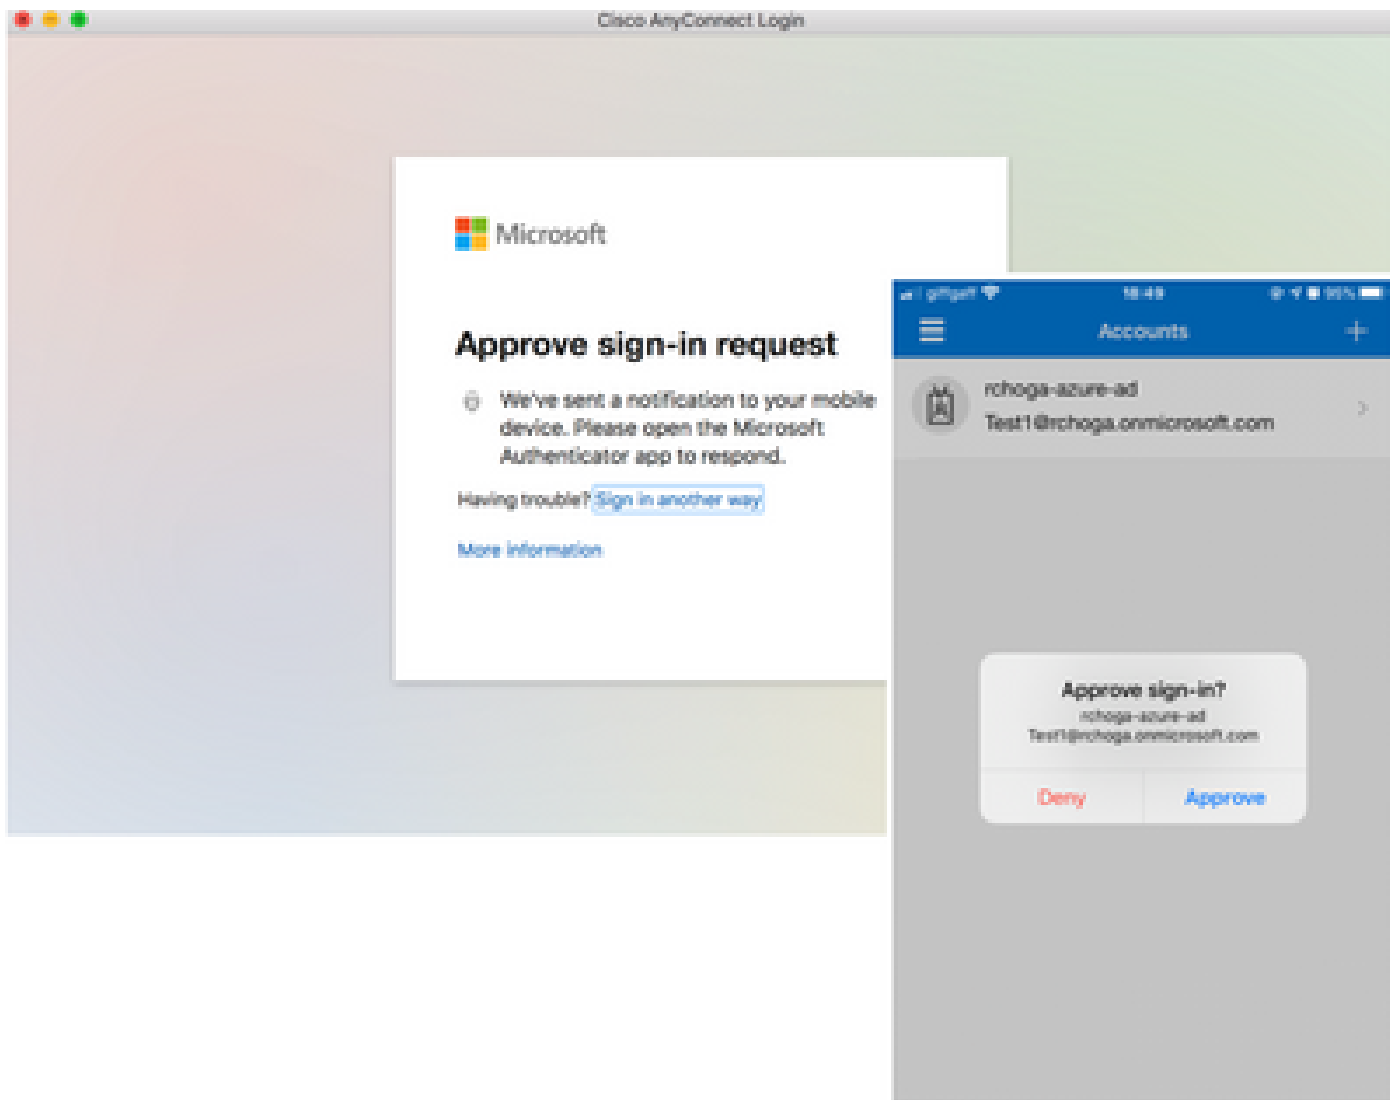 Cisco AnyConnect Login
Microsoft
Approve sign-in request
We've sent a notification to your mobile
device. Please open the Microsoft
Authenticator app to respond.
Having trouble? Sign in another way
More information
giffgaff 18:49 95%
Accounts
rchoga-azure-ad
Test1@rchoga.onmicrosoft.com
Approve sign-in?
rchoga-azure-ad
Test1@rchoga.onmicrosoft.com
Deny Approve